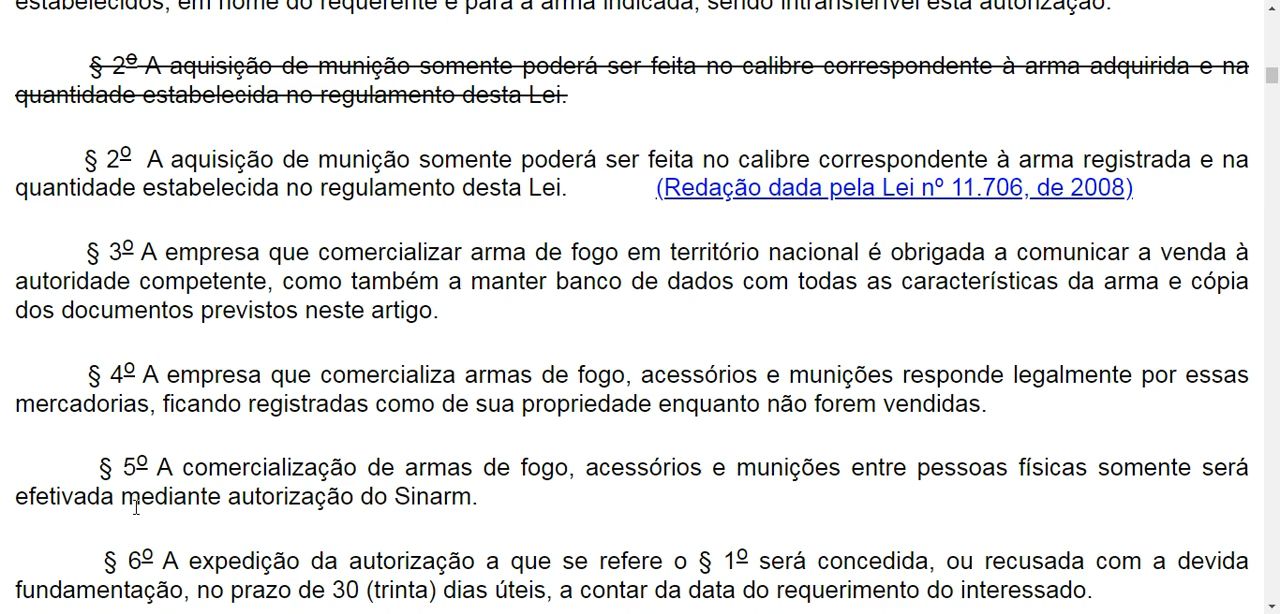 estabelecidos, em nome do requerente e para a arma indicada, sendo intransferível esta autorização.
§ 2º A aquisição de munição somente poderá ser feita no calibre correspondente à arma adquirida e na
quantidade estabelecida no regulamento desta Lei.
§ 2º A aquisição de munição somente poderá ser feita no calibre correspondente à arma registrada e na
quantidade estabelecida no regulamento desta Lei. (Redação dada pela Lei nº 11.706, de 2008)
§ 3º A empresa que comercializar arma de fogo em território nacional é obrigada a comunicar a venda à
autoridade competente, como também a manter banco de dados com todas as características da arma e cópia
dos documentos previstos neste artigo.
§ 4º A empresa que comercializa armas de fogo, acessórios e munições responde legalmente por essas
mercadorias, ficando registradas como de sua propriedade enquanto não forem vendidas.
§ 5º A comercialização de armas de fogo, acessórios e munições entre pessoas físicas somente será
efetivada mediante autorização do Sinarm.
§ 6º A expedição da autorização a que se refere o § 1º será concedida, ou recusada com a devida
fundamentação, no prazo de 30 (trinta) dias úteis, a contar da data do requerimento do interessado.